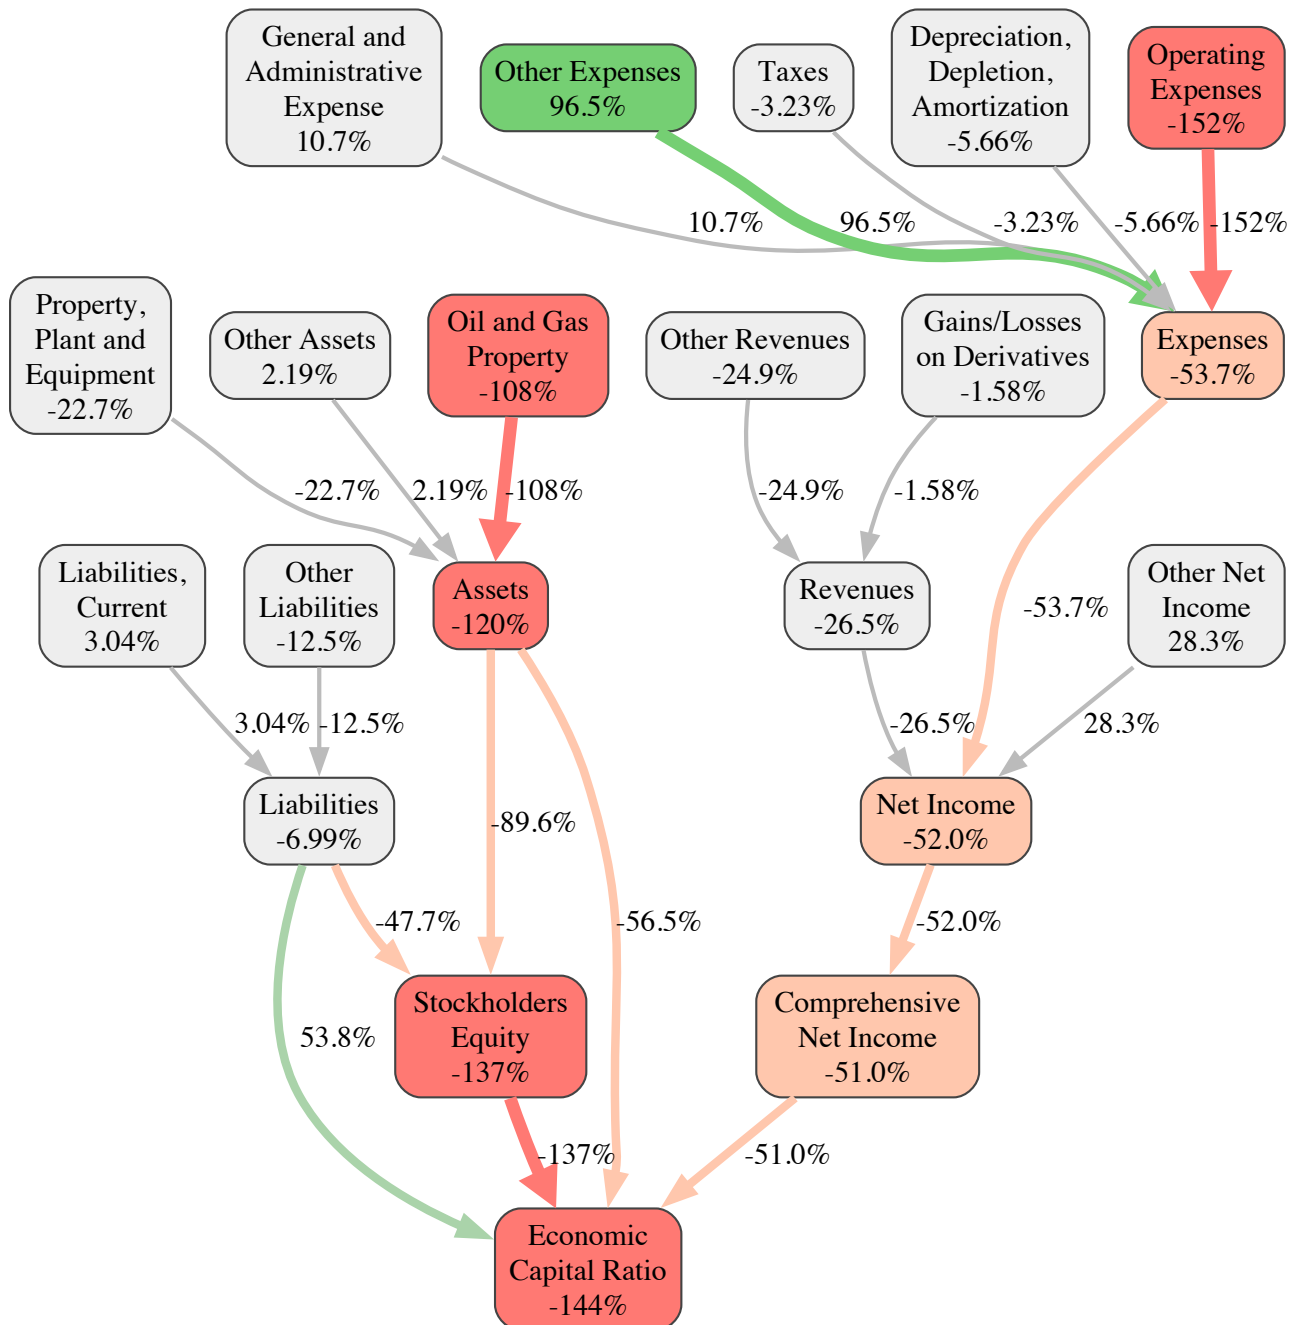 General and
Administrative
Expense
10.7%
Other Expenses
96.5%
Taxes
-3.23%
Depreciation,
Depletion,
Amortization
-5.66%
Operating
Expenses
-152%
10.7%
96.5%
-3.23%
-5.66%
-152%
Property,
Plant and
Equipment
-22.7%
Other Assets
2.19%
Oil and Gas
Property
-108%
Other Revenues
-24.9%
Gains/Losses
on Derivatives
-1.58%
Expenses
-53.7%
-22.7%
2.19%
-108%
-24.9%
-1.58%
Liabilities,
Current
3.04%
Other
Liabilities
-12.5%
Assets
-120%
Revenues
-26.5%
-53.7%
Other Net
Income
28.3%
3.04%
-12.5%
-26.5%
28.3%
Liabilities
-6.99%
-89.6%
Net Income
-52.0%
-47.7%
-56.5%
-52.0%
Stockholders
Equity
-137%
Comprehensive
Net Income
-51.0%
53.8%
-137%
-51.0%
Economic
Capital Ratio
-144%